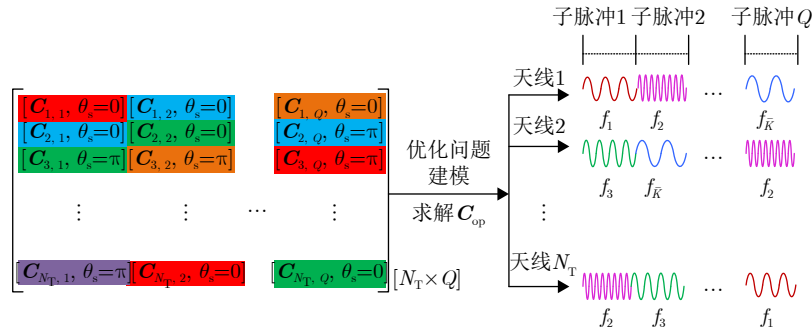 子脉冲1 子脉冲2 子脉冲Q
[C1, 1, θs=0] [C1, 2, θs=0] [C1, Q, θs=0]
[C2, 1, θs=0] [C2, 2, θs=0] [C2, Q, θs=π]
[C3, 1, θs=π] [C3, 2, θs=π] [C3, Q, θs=π]
⋮ ⋮ … ⋮
[CNT, 1, θs=π] [CNT, 2, θs=0] [CNT, Q, θs=0]
[NT×Q]
优化问题
建模
求解Cop
天线1 …
f1 f2 fK̄
天线2 …
f3 fK̄ f2
⋮
天线NT …
f2 f3 f1